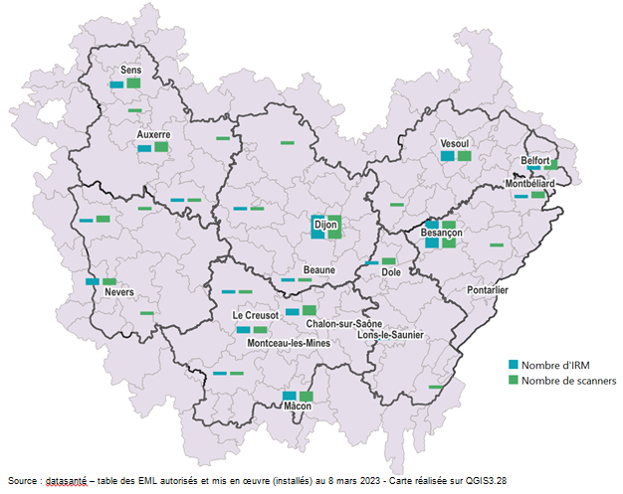 Sens
Auxerre
Vesoul
Belfort
Montbéliard
Dijon
Besançon
Beaune
Dole
Nevers
Pontarlier
Le Creusot
Chalon-sur-Saône
Lons-le-Saunier
Montceau-les-Mines
Mâcon
Nombre d'IRM
Nombre de scanners
Source : datasanté – table des EML autorisés et mis en œuvre (installés) au 8 mars 2023 - Carte réalisée sur QGIS3.28